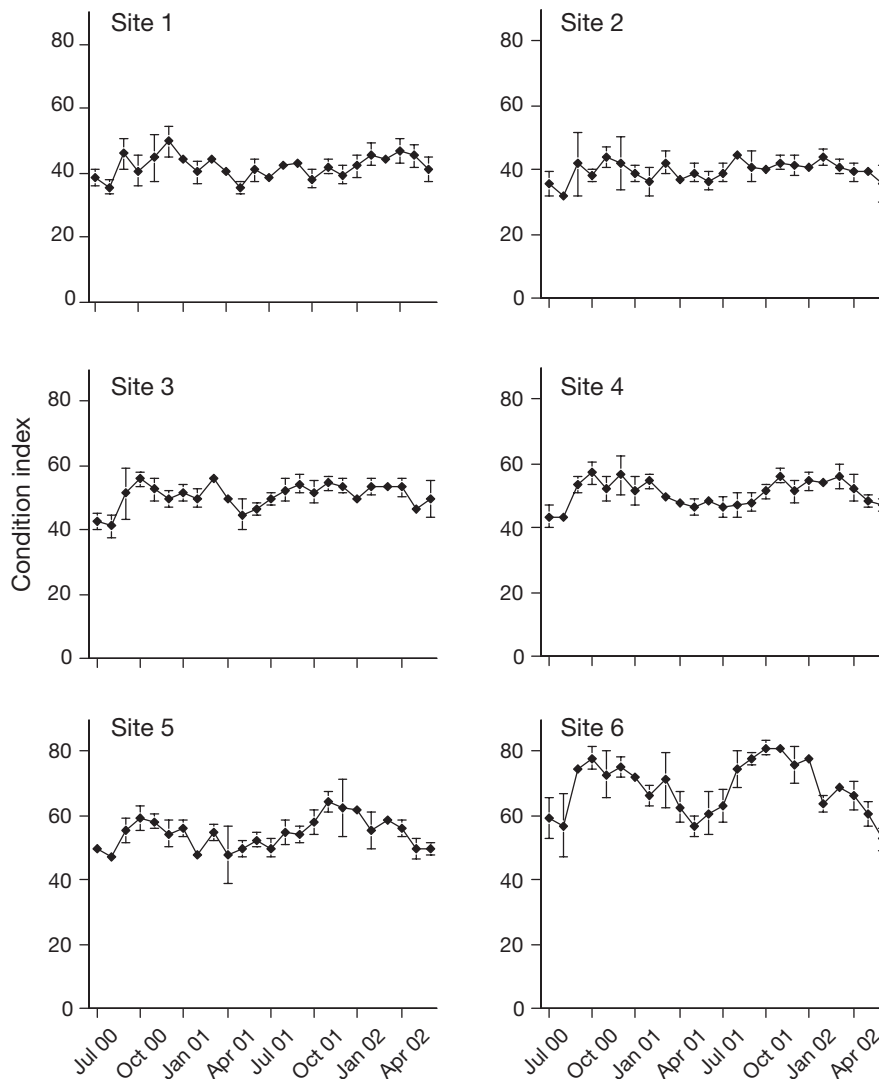 Site 1
80
60
40
20
0
Site 2
80
60
40
20
0
Condition index
Site 3
80
60
40
20
0
Site 4
80
60
40
20
0
Site 5
80
60
40
20
0
Site 6
80
60
40
20
0
Jul 00
Oct 00
Jan 01
Apr 01
Jul 01
Oct 01
Jan 02
Apr 02
Jul 00
Oct 00
Jan 01
Apr 01
Jul 01
Oct 01
Jan 02
Apr 02